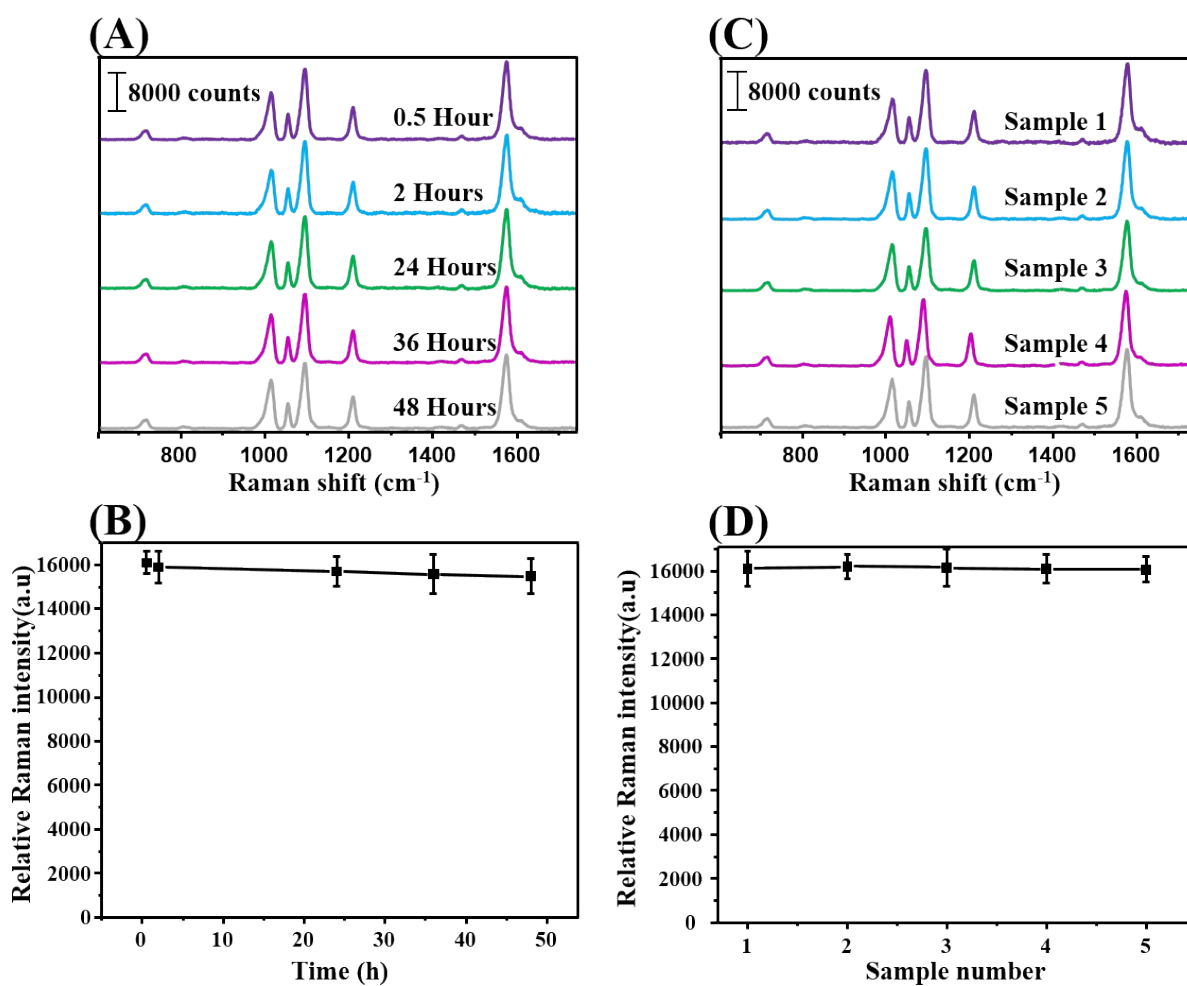 (A)
8000 counts
0.5 Hour
2 Hours
24 Hours
36 Hours
48 Hours
800 1000 1200 1400 1600
Raman shift (cm-1)
(C)
8000 counts
Sample 1
Sample 2
Sample 3
Sample 4
Sample 5
800 1000 1200 1400 1600
Raman shift (cm-1)
(B)
Relative Raman intensity(a.u)
16000
14000
12000
10000
8000
6000
4000
2000
0
0 10 20 30 40 50
Time (h)
(D)
Relative Raman intensity(a.u)
16000
14000
12000
10000
8000
6000
4000
2000
0
1 2 3 4 5
Sample number